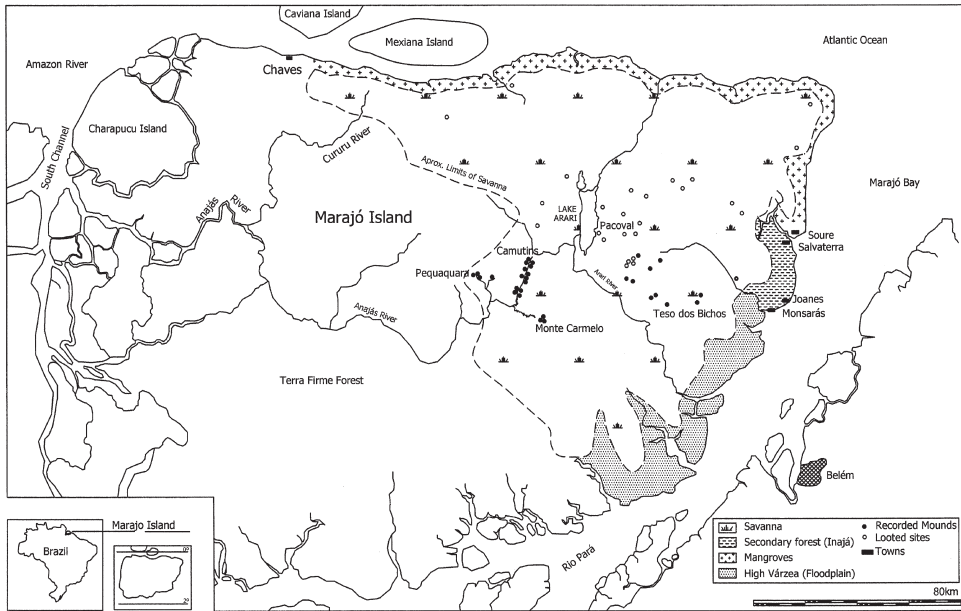 Caviana Island
Mexiana Island
Atlantic Ocean
Amazon River
Chaves
Charapucu Island
South Channel
Cururu River
Aprox. Limits of Savanna
Anajás River
Marajó Island
LAKE
ARARI
Pacoval
Marajó Bay
Soure
Salvaterra
Camutins
Pequaquara
Arari River
Joanes
Monsarás
Teso dos Bichos
Anajás River
Monte Carmelo
Terra Firme Forest
Belém
Rio Pará
Marajo Island
Brazil
0º
2º
Savanna
Secondary forest (Inajá)
Mangroves
High Várzea (Floodplain)
Recorded Mounds
Looted sites
Towns
80km